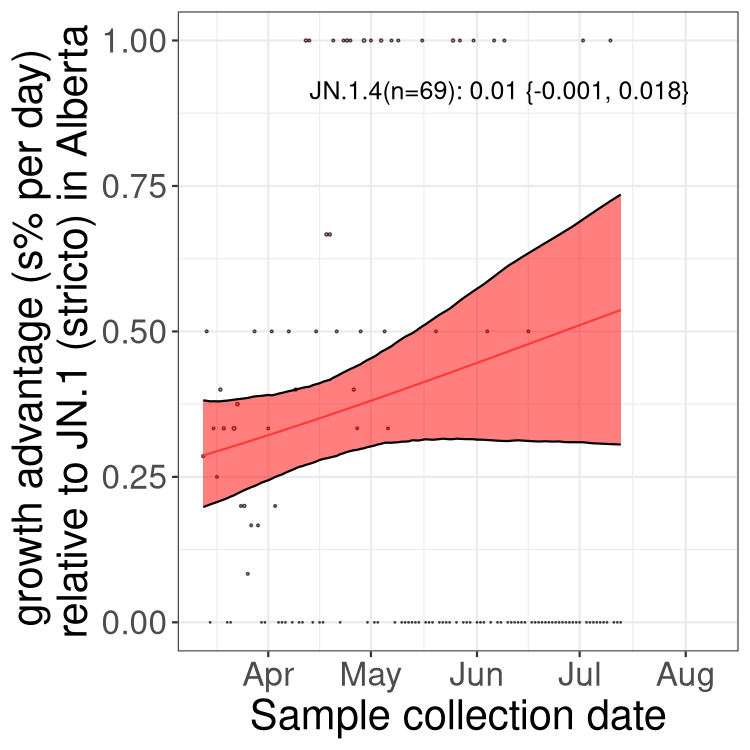 growth advantage (s% per day)
relative to JN.1 (stricto) in Alberta
1.00
0.75
0.50
0.25
0.00
JN.1.4(n=69): 0.01 {-0.001, 0.018}
Apr May Jun Jul Aug
Sample collection date